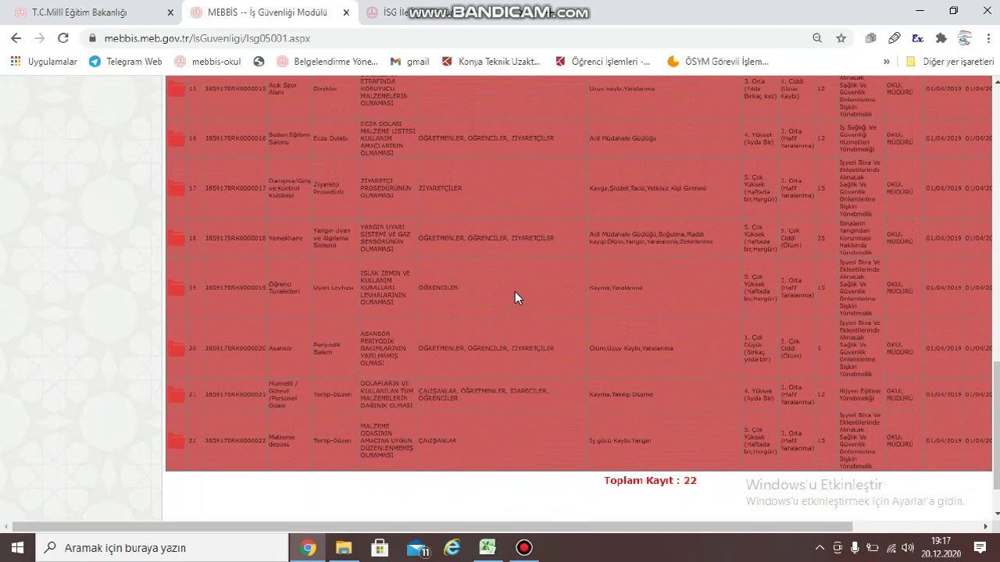 T.C.Millî Eğitim Bakanlığı
MEBBİS -- İş Güvenliği Modülü
İSG İle
www.BANDICAM.com
mebbis.meb.gov.tr/IsGuvenligi/Isg05001.aspx
Uygulamalar
Telegram Web
mebbis-okul
Belgelendirme Yöne...
gmail
Konya Teknik Uzakt...
Öğrenci İşlemleri -...
ÖSYM Görevli İşlem...
»
Diğer yer işaretleri
15 3859178RK0000015 Açık Spor Alanı Direkler ETRAFINDA KORUYUCU MALZEMELERİN OLMAMASI Uzuv kaybı,Yaralanma 3. Orta (Yılda Birkaç kez) 4. Ciddi (Uzuv Kaybı) 12 Alınacak Sağlık Ve Güvenlik Önlemlerine İlişkin Yönetmelik OKUL MÜDÜRÜ 01/04/2019 01/04/20
16 3859178RK0000016 Beden Eğitimi Salonu Ecza Dolabı ECZA DOLABI MALZEME LİSTESİ KULLANIM AMAÇLARININ OLMAMASI ÖĞRETMENLER, ÖĞRENCİLER, ZİYARETÇİLER Acil Müdahale Güçlüğü 4. Yüksek (Ayda Bir) 3. Orta (Hafif Yaralanma) 12 İş Sağlığı Ve Güvenliği Hizmetleri Yönetmeliği OKUL MÜDÜRÜ 01/04/2019 01/04/20
17 3859178RK0000017 Danışma/Giriş ve Kontrol Kulübesi Ziyaretçi Prosedürü ZİYARETÇİ PROSEDÜRÜNÜN OLMAMASI ZİYARETÇİLER Kavga,Şiddet,Taciz,Yetkisiz Kişi Girmesi 5. Çok Yüksek (Haftada bir,Hergün) 3. Orta (Hafif Yaralanma) 15 İşyeri Bina Ve Eklentilerinde Alınacak Sağlık Ve Güvenlik Önlemlerine İlişkin Yönetmelik OKUL MÜDÜRÜ 01/04/2019 01/04/20
18 3859178RK0000018 Yemekhane Yangın Uyarı ve Algılama Sistemi YANGIN UYARI SİSTEMİ VE GAZ SENSÖRÜNÜN OLMAMASI ÖĞRETMENLER, ÖĞRENCİLER, ZİYARETÇİLER Acil Müdahale Güçlüğü,Boğulma,Maddi kayıp,Ölüm,Yangın,Yaralanma,Zehirlenme 5. Çok Yüksek (Haftada bir,Hergün) 5. Çok Ciddi (Ölüm) 25 Binaların Yangından Korunması Hakkında Yönetmelik OKUL MÜDÜRÜ 01/04/2019 01/04/20
19 3859178RK0000019 Öğrenci Tuvaletleri Uyarı Levhası ISLAK ZEMİN VE KULLANIM KURALLARI LEVHALARININ OLMAMASI ÖĞRENCİLER Kayma,Yaralanma 5. Çok Yüksek (Haftada bir,Hergün) 3. Orta (Hafif Yaralanma) 15 İşyeri Bina Ve Eklentilerinde Alınacak Sağlık Ve Güvenlik Önlemlerine İlişkin Yönetmelik OKUL MÜDÜRÜ 01/04/2019 01/04/20
20 3859178RK0000020 Asansör Periyodik Bakım ASANSÖR PERİYODİK BAKIMLARININ YAPILMAMIŞ OLMASI ÖĞRETMENLER, ÖĞRENCİLER, ZİYARETÇİLER Ölüm,Uzuv Kaybı,Yaralanma 1. Çok Düşük (Birkaç yılda bir) 5. Çok Ciddi (Ölüm) 5 İşyeri Bina Ve Eklentilerinde Alınacak Sağlık Ve Güvenlik Önlemlerine İlişkin Yönetmelik OKUL MÜDÜRÜ 01/04/2019 01/04/20
21 3859178RK0000021 Hizmetli / Görevli /Personel Odası Tertip-Düzen DOLAPLARIN VE KULLANILAN TÜM MALZEMELERİN DAĞINIK OLMASI ÇALIŞANLAR, ÖĞRETMENLER, İDARECİLER, ÖĞRENCİLER Kayma,Takılıp Düşme 4. Yüksek (Ayda Bir) 3. Orta (Hafif Yaralanma) 12 Hijyen Eğitimi Yönetmeliği OKUL MÜDÜRÜ 01/04/2019 01/04/20
22 3859178RK0000022 Malzeme deposu Tertip-Düzen MALZEME ODASININ AMACINA UYGUN DÜZENLENMEMİŞ OLMAMASI ÇALIŞANLAR İş gücü Kaybı,Yangın 5. Çok Yüksek (Haftada bir,Hergün) 3. Orta (Hafif Yaralanma) 15 İşyeri Bina Ve Eklentilerinde Alınacak Sağlık Ve Güvenlik Önlemlerine İlişkin Yönetmelik OKUL MÜDÜRÜ 01/04/2019 01/04/20
Toplam Kayıt : 22
Windows'u Etkinleştir
Windows'u etkinleştirmek için Ayarlar'a gidin.
Aramak için buraya yazın
11
19:17
20.12.2020